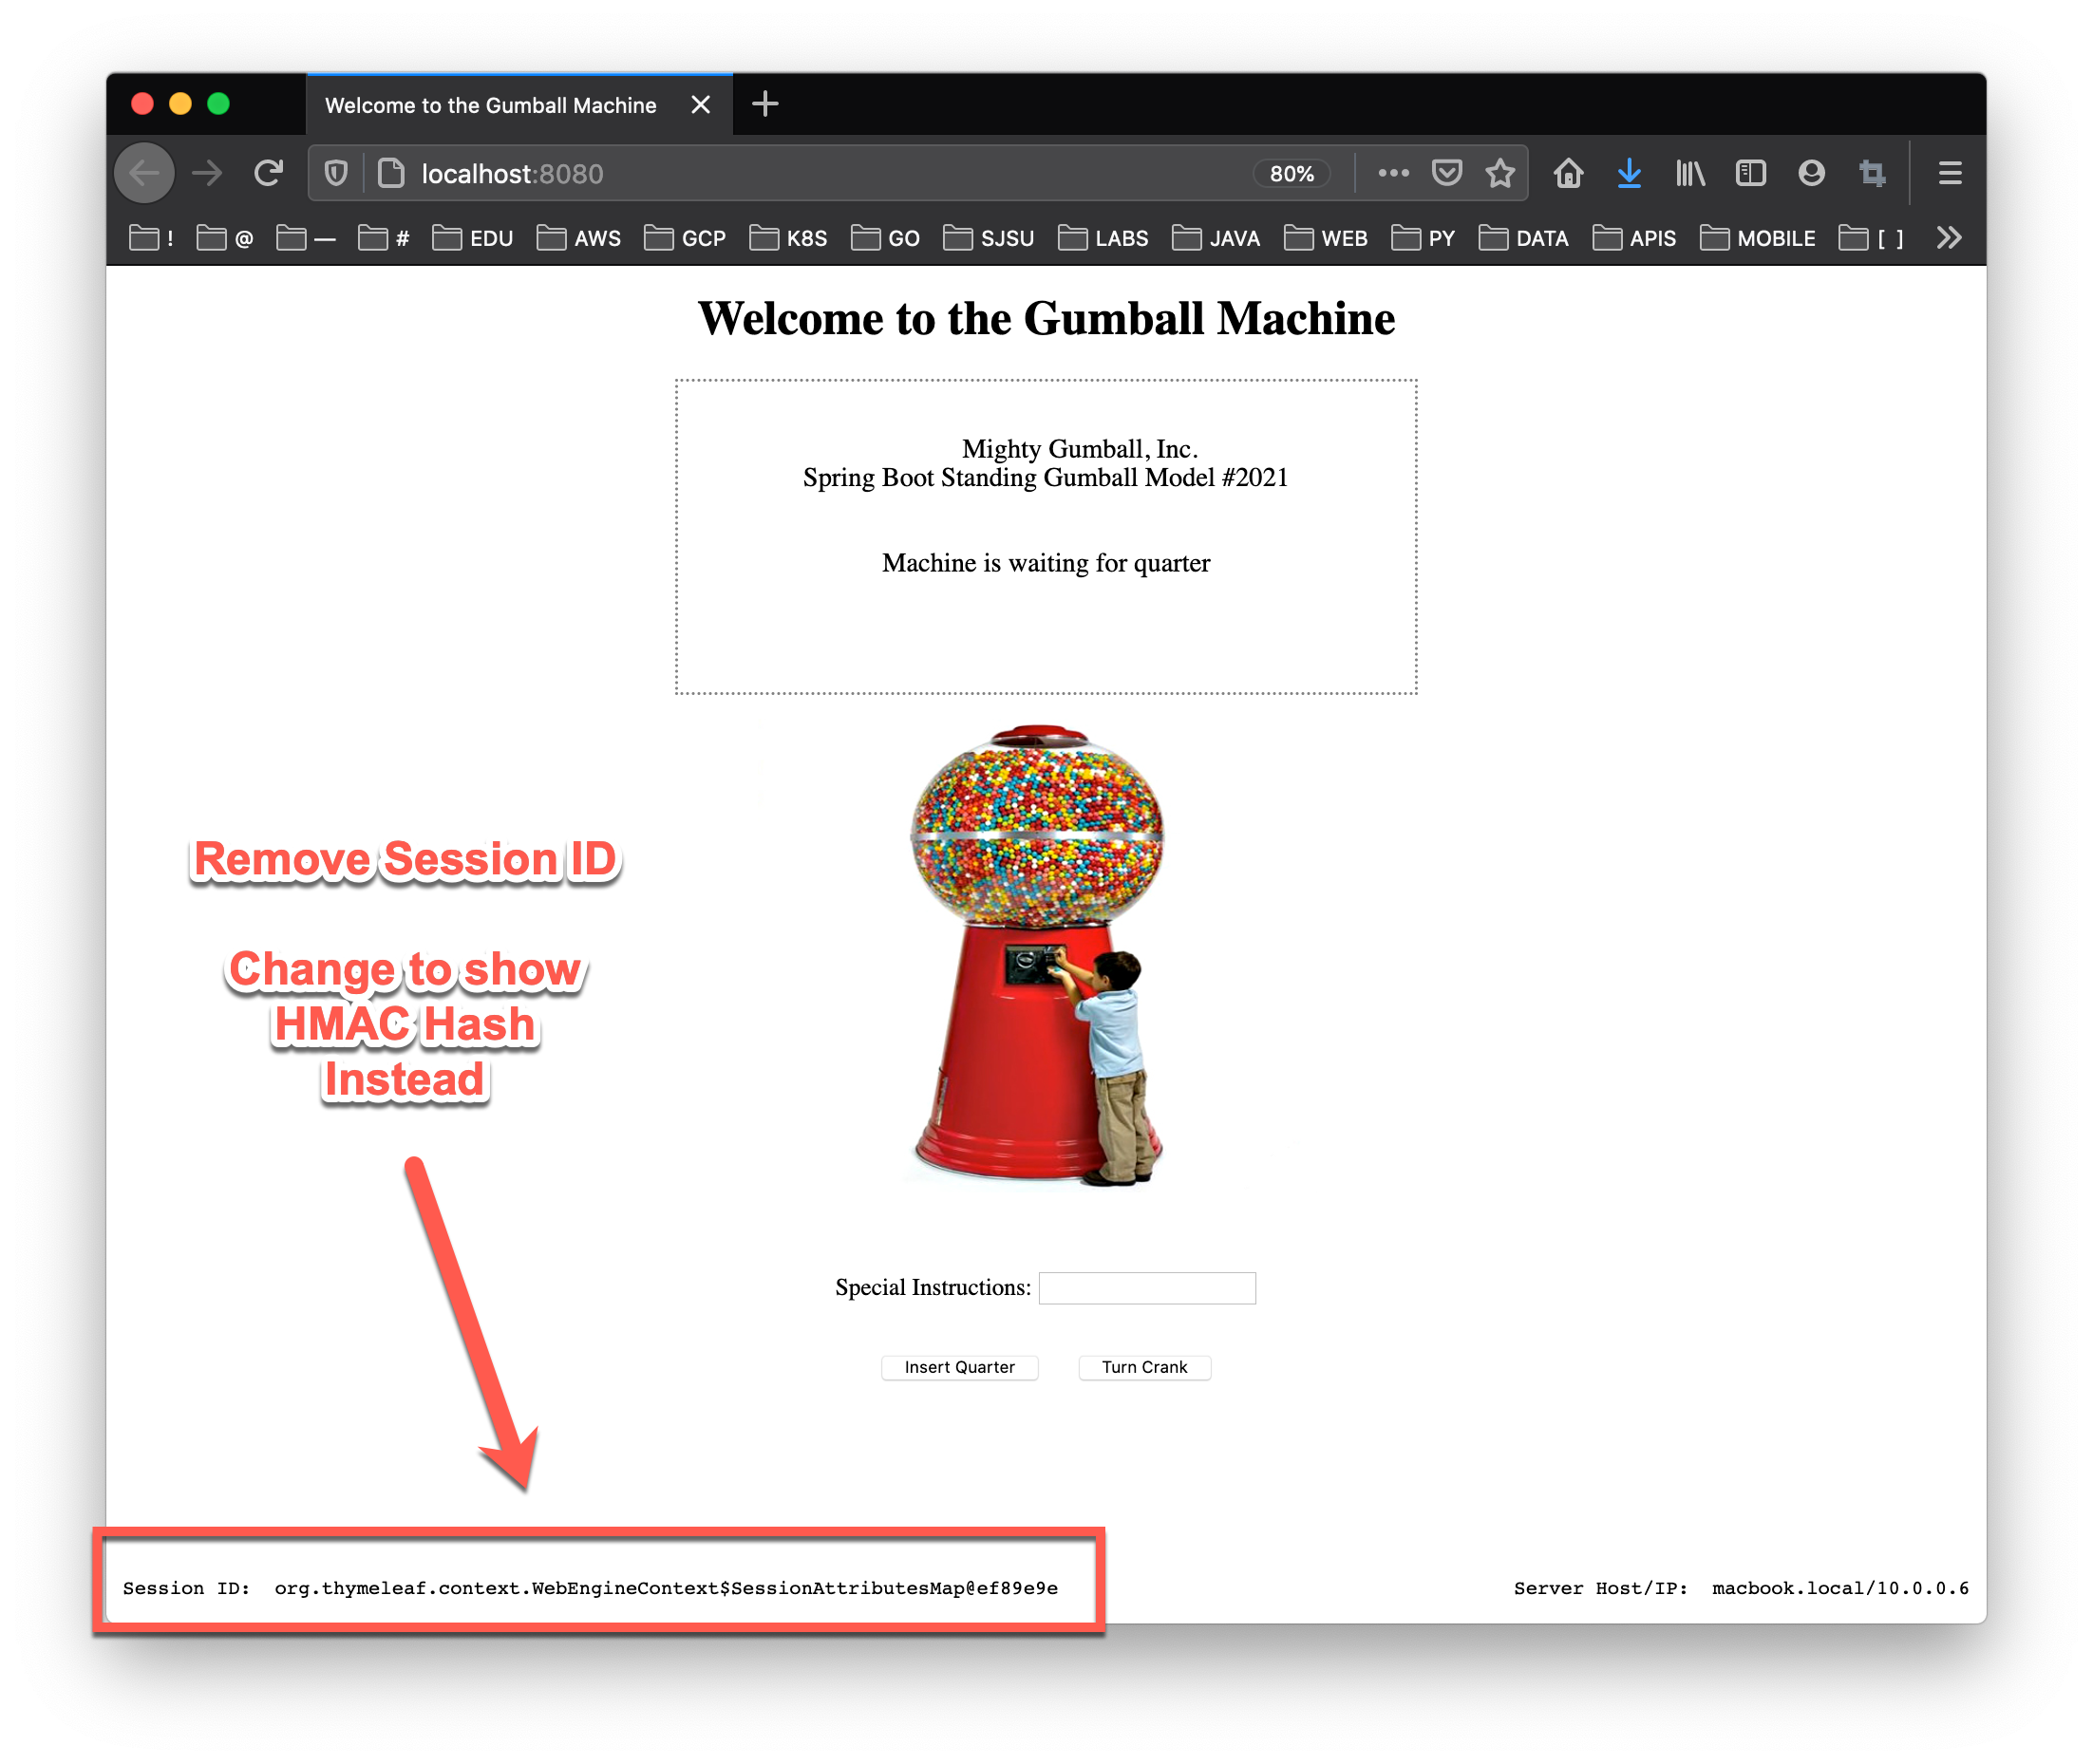 Welcome to the Gumball Machine
localhost:8080
80%
! @ — # EDU AWS GCP K8S GO SJSU LABS JAVA WEB PY DATA APIS MOBILE [ ]
Welcome to the Gumball Machine
Mighty Gumball, Inc.
Spring Boot Standing Gumball Model #2021
Machine is waiting for quarter
Remove Session ID
Change to show
HMAC Hash
Instead
Special Instructions:
Insert Quarter Turn Crank
Session ID: org.thymeleaf.context.WebEngineContext$SessionAttributesMap@ef89e9e Server Host/IP: macbook.local/10.0.0.6